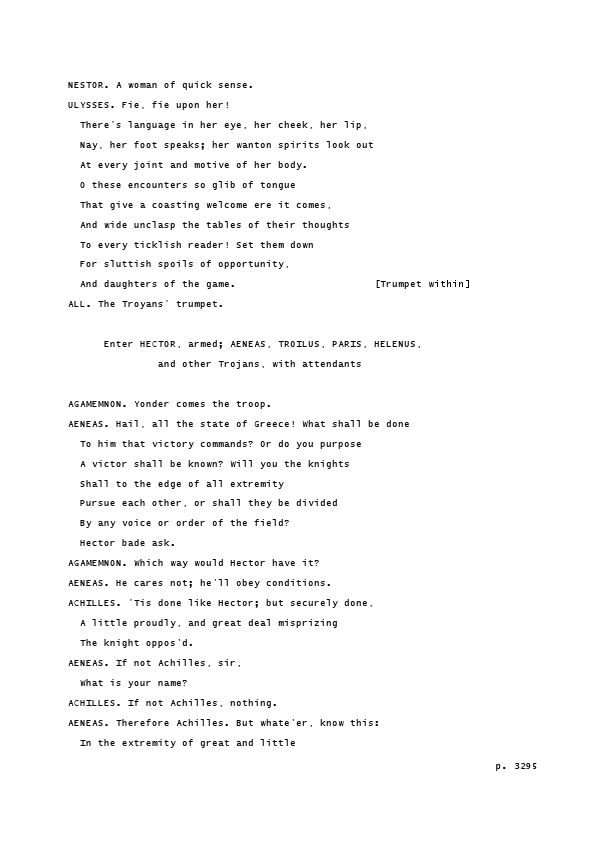 NESTOR. A woman of quick sense.
ULYSSES. Fie, fie upon her!
There's language in her eye, her cheek, her lip,
Nay, her foot speaks; her wanton spirits look out
At every joint and motive of her body.
O these encounters so glib of tongue
That give a coasting welcome ere it comes,
And wide unclasp the tables of their thoughts
To every ticklish reader! Set them down
For sluttish spoils of opportunity,
And daughters of the game. [Trumpet within]
ALL. The Troyans' trumpet.
Enter HECTOR, armed; AENEAS, TROILUS, PARIS, HELENUS,
and other Trojans, with attendants
AGAMEMNON. Yonder comes the troop.
AENEAS. Hail, all the state of Greece! What shall be done
To him that victory commands? Or do you purpose
A victor shall be known? Will you the knights
Shall to the edge of all extremity
Pursue each other, or shall they be divided
By any voice or order of the field?
Hector bade ask.
AGAMEMNON. Which way would Hector have it?
AENEAS. He cares not; he'll obey conditions.
ACHILLES. 'Tis done like Hector; but securely done,
A little proudly, and great deal misprizing
The knight oppos'd.
AENEAS. If not Achilles, sir,
What is your name?
ACHILLES. If not Achilles, nothing.
AENEAS. Therefore Achilles. But whate'er, know this:
In the extremity of great and little
p. 3295